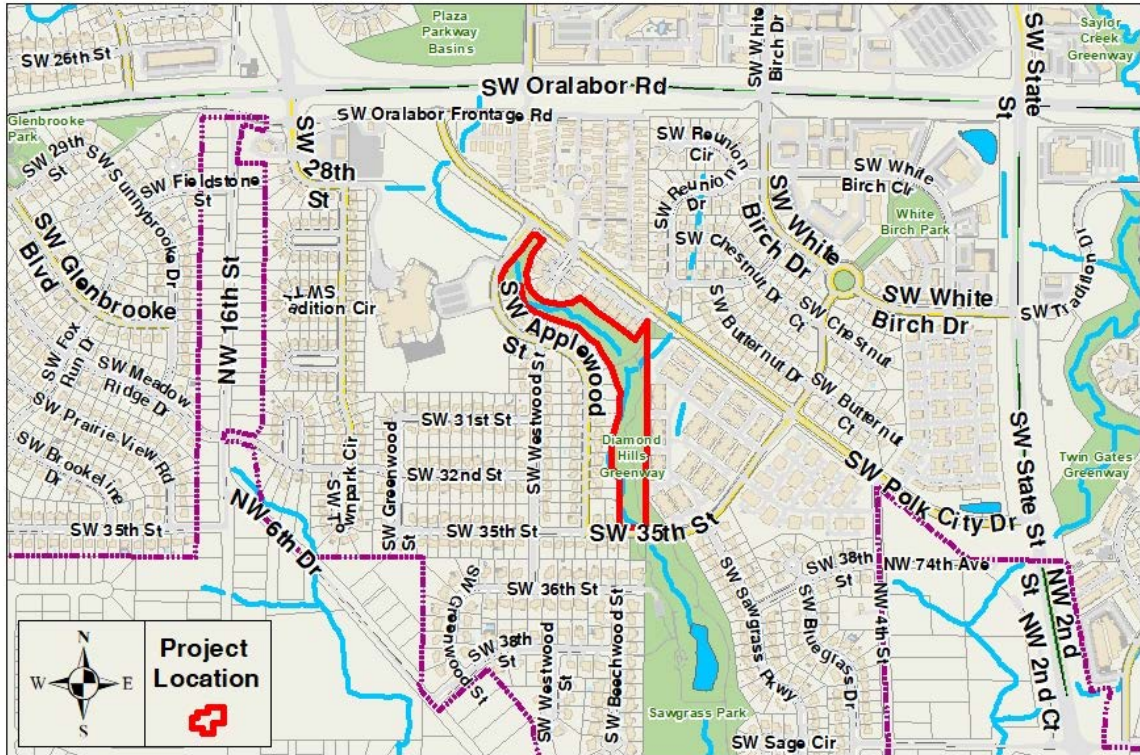 SW 26th St
Plaza
Parkway
Basins
SW White
Birch Dr
SW State
St
Saylor
Creek
Greenway
SW Oralabor Rd
SW Oralabor Frontage Rd
Glenbrooke
Park
SW 29th
St
SW Sunnybrooke Dr
SW Fieldstone
St
SW
28th
St
SW Reunion
Cir
SW Reunion
Dr
SW White
Birch Cir
White
Birch Park
SW White
Birch Dr
SW Glenbrooke
Blvd
NW 16th St
SW Chestnut Dr
Ct
SW Chestnut
SW White
Birch Dr
SW Tradition Dr
SW Applewood
St
SW Butternut Dr
SW Butternut
Ct
SW Fox
Run Dr
SW Meadow
Ridge Dr
SW Prairie View Rd
SW Brookeline
Dr
SW Westwood St
SW 31st St
SW 32nd St
SW Greenwood
St
Diamond
Hills
Greenway
SW Polk City Dr
SW State St
Twin Gates
Greenway
SW 35th St
NW 6th Dr
SW 35th St
SW 35th St
SW 36th St
SW Greenwood St
SW 38th
St
SW Westwood
St
SW Beechwood St
SW Sawgrass Pkwy
SW 38th
St
SW Bluegrass Dr
NW 4th St
NW 74th Ave
NW 2nd
St
NW 2nd Ct
Sawgrass Park
SW Sage Cir
N
W
E
S
Project
Location